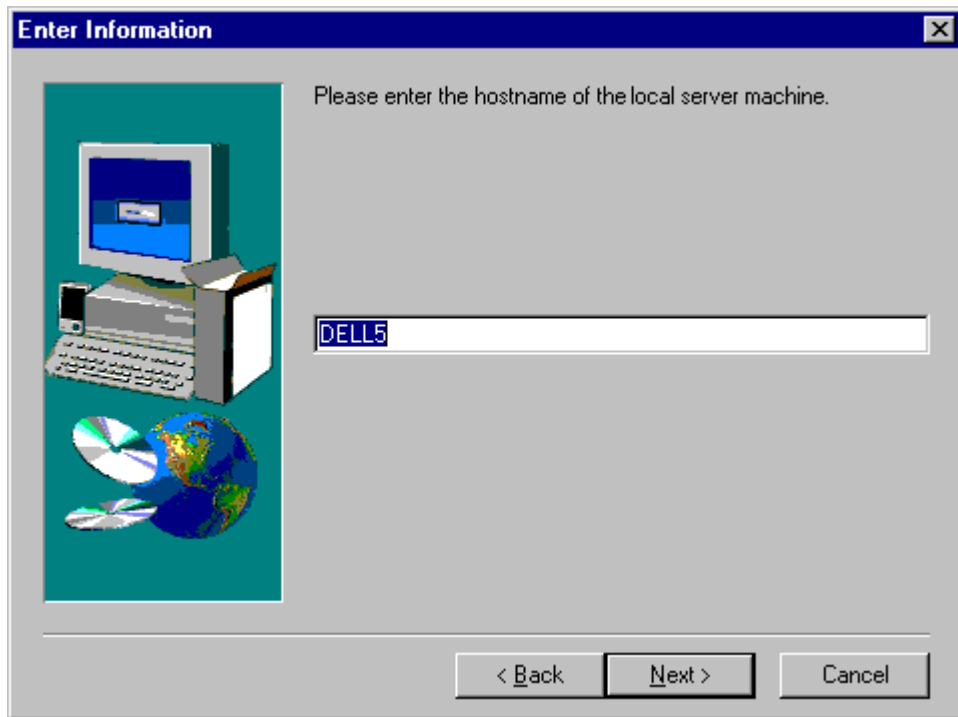 Enter Information
Please enter the hostname of the local server machine.
DELL5
< Back
Next >
Cancel